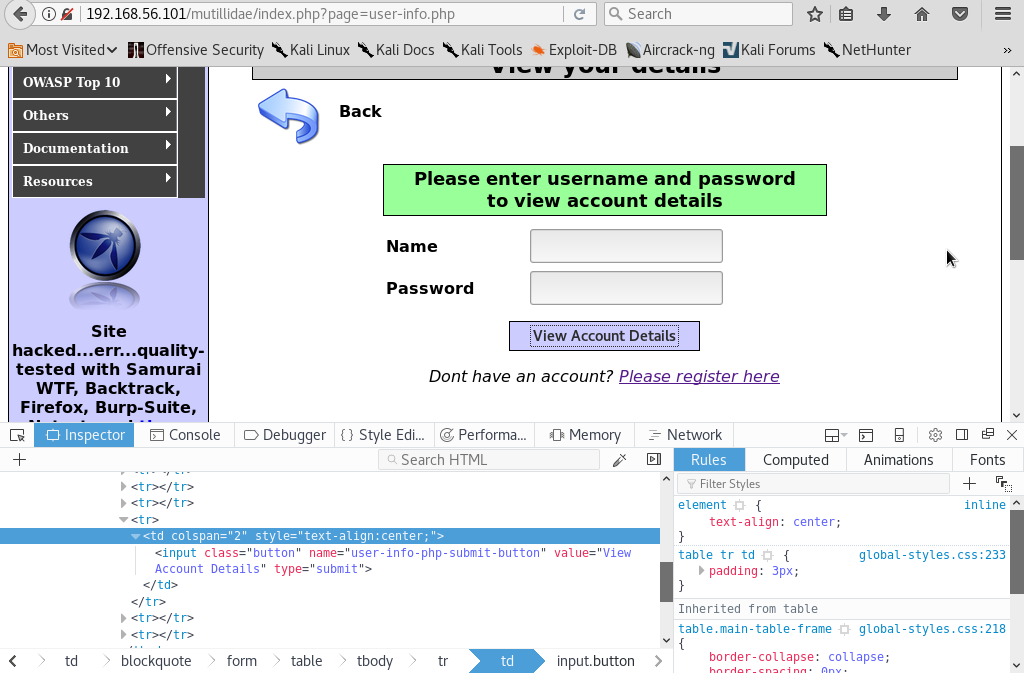 192.168.56.101/mutillidae/index.php?page=user-info.php
Search
Most Visited Offensive Security Kali Linux Kali Docs Kali Tools Exploit-DB Aircrack-ng Kali Forums NetHunter »
OWASP Top 10
Others
Documentation
Resources
Site
hacked...err...quality-
tested with Samurai
WTF, Backtrack,
Firefox, Burp-Suite,
View your details
Back
Please enter username and password
to view account details
Name
Password
View Account Details
Dont have an account? Please register here
Inspector Console Debugger { } Style Edi... Performa... Memory Network
Search HTML
<tr></tr>
<tr></tr>
<tr></tr>
<tr>
<td colspan="2" style="text-align:center;">
<input class="button" name="user-info-php-submit-button" value="View
Account Details" type="submit">
</td>
</tr>
<tr></tr>
<tr></tr>
td blockquote form table tbody tr td input.button
Rules Computed Animations Fonts
Filter Styles
element { inline
text-align: center;
}
table tr td { global-styles.css:233
padding: 3px;
}
Inherited from table
table.main-table-frame global-styles.css:218
{
border-collapse: collapse;
border-spacing: 0px;